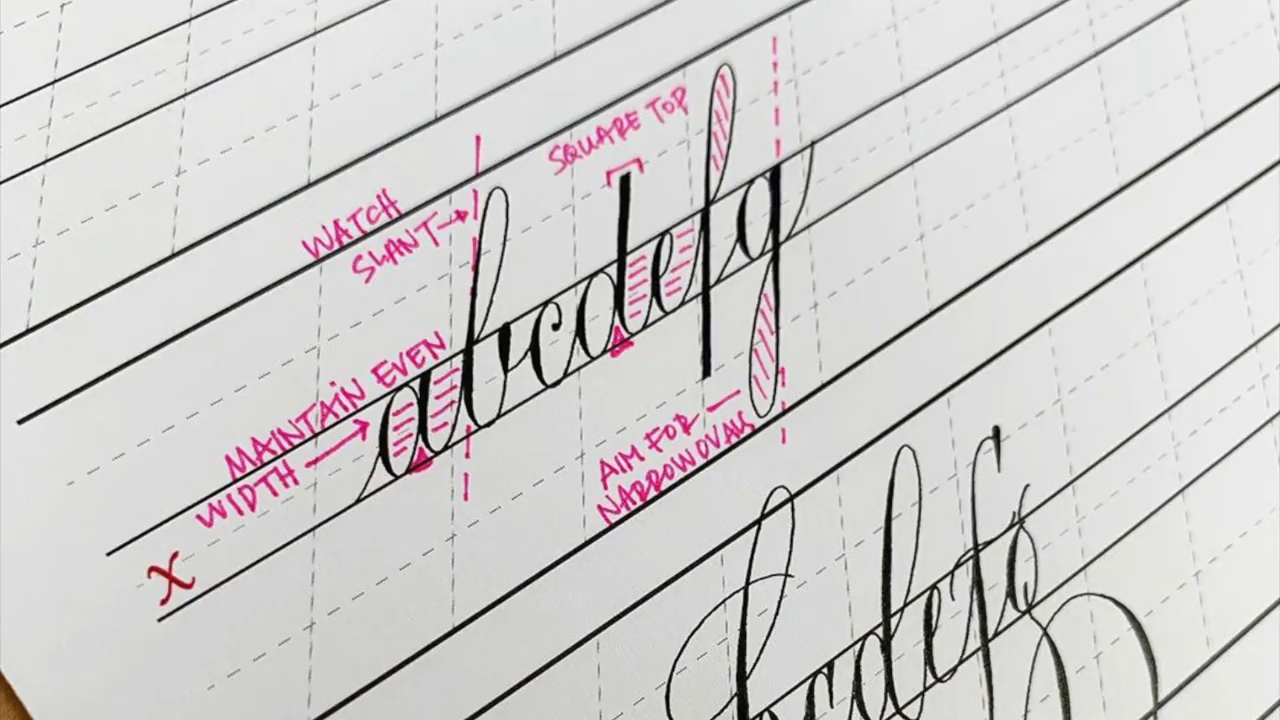 SQUARE TOP
WATCH
SLANT
abcdefg
MAINTAIN EVEN
WIDTH
AIM FOR
NARROW OVALS
x
bcdefg